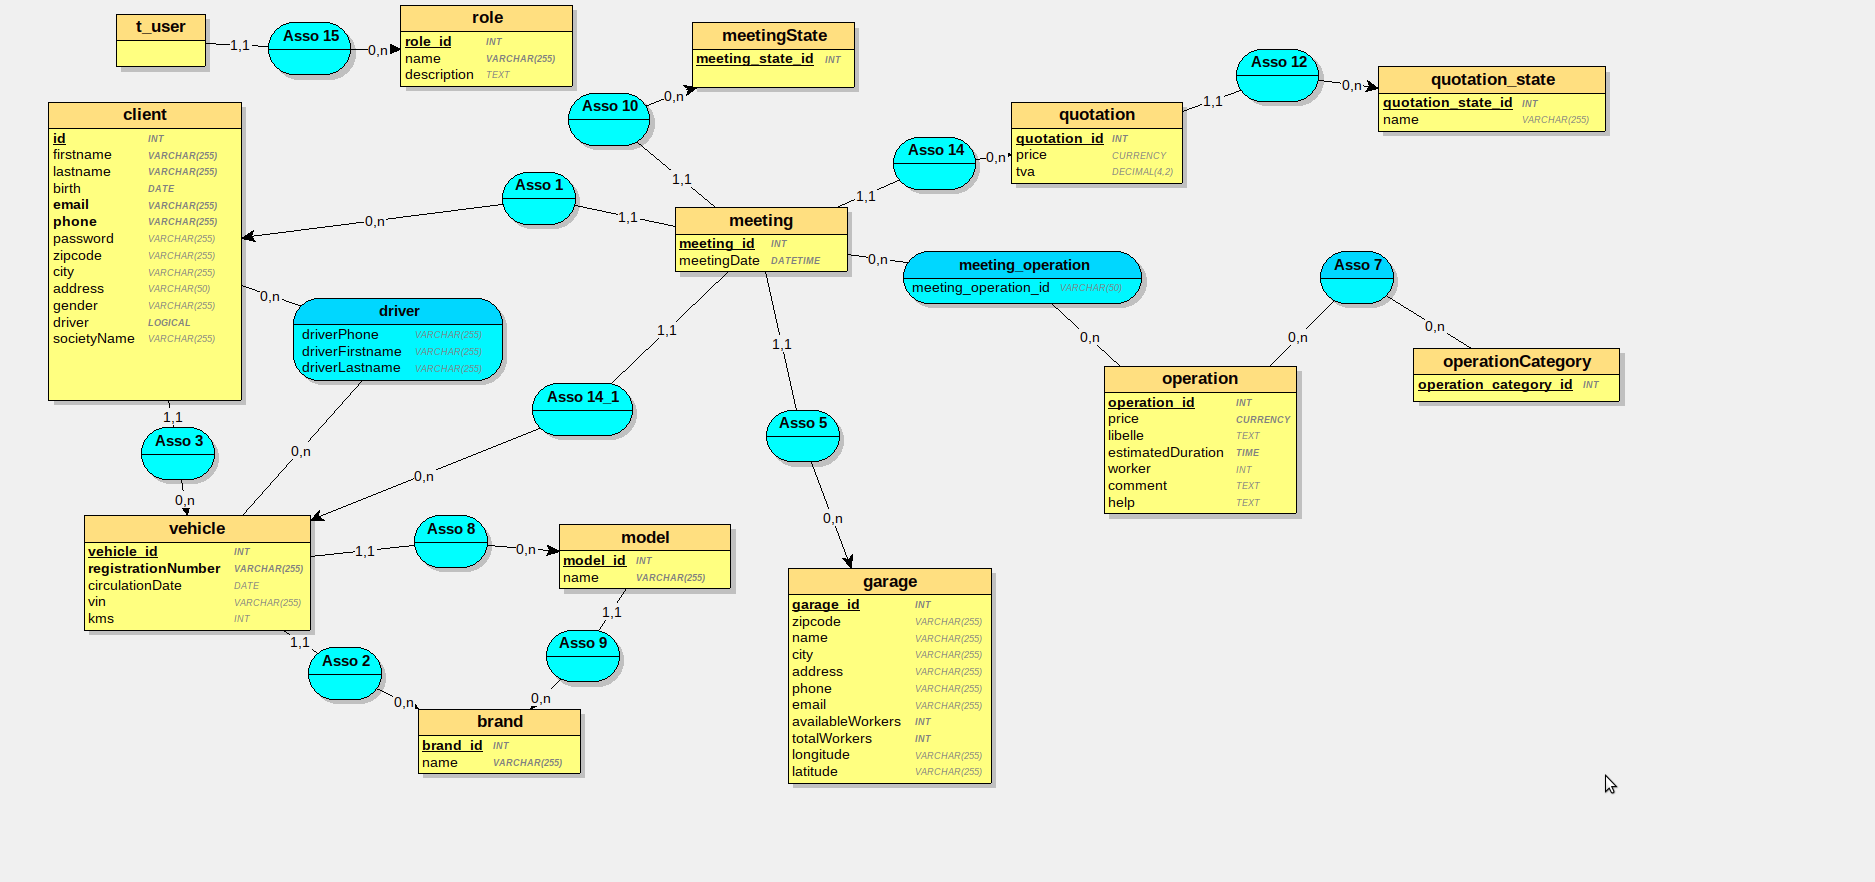 t_user
1,1
Asso 15
0,n
role
role_id INT
name VARCHAR(255)
description TEXT
meetingState
meeting_state_id INT
Asso 10
0,n
1,1
Asso 12
1,1
0,n
quotation_state
quotation_state_id INT
name VARCHAR(255)
quotation
quotation_id INT
price CURRENCY
tva DECIMAL(4,2)
Asso 14
0,n
1,1
client
id INT
firstname VARCHAR(255)
lastname VARCHAR(255)
birth DATE
email VARCHAR(255)
phone VARCHAR(255)
password VARCHAR(255)
zipcode VARCHAR(255)
city VARCHAR(255)
address VARCHAR(50)
gender VARCHAR(255)
driver LOGICAL
societyName VARCHAR(255)
Asso 1
0,n
1,1
meeting
meeting_id INT
meetingDate DATETIME
0,n
meeting_operation
meeting_operation_id VARCHAR(50)
0,n
Asso 7
0,n
0,n
operationCategory
operation_category_id INT
operation
operation_id INT
price CURRENCY
libelle TEXT
estimatedDuration TIME
worker INT
comment TEXT
help TEXT
0,n
driver
driverPhone VARCHAR(255)
driverFirstname VARCHAR(255)
driverLastname VARCHAR(255)
0,n
1,1
Asso 14_1
0,n
1,1
Asso 5
0,n
1,1
Asso 3
0,n
vehicle
vehicle_id INT
registrationNumber VARCHAR(255)
circulationDate DATE
vin VARCHAR(255)
kms INT
1,1
Asso 8
0,n
model
model_id INT
name VARCHAR(255)
1,1
Asso 9
0,n
1,1
Asso 2
0,n
brand
brand_id INT
name VARCHAR(255)
garage
garage_id INT
zipcode VARCHAR(255)
name VARCHAR(255)
city VARCHAR(255)
address VARCHAR(255)
phone VARCHAR(255)
email VARCHAR(255)
availableWorkers INT
totalWorkers INT
longitude VARCHAR(255)
latitude VARCHAR(255)